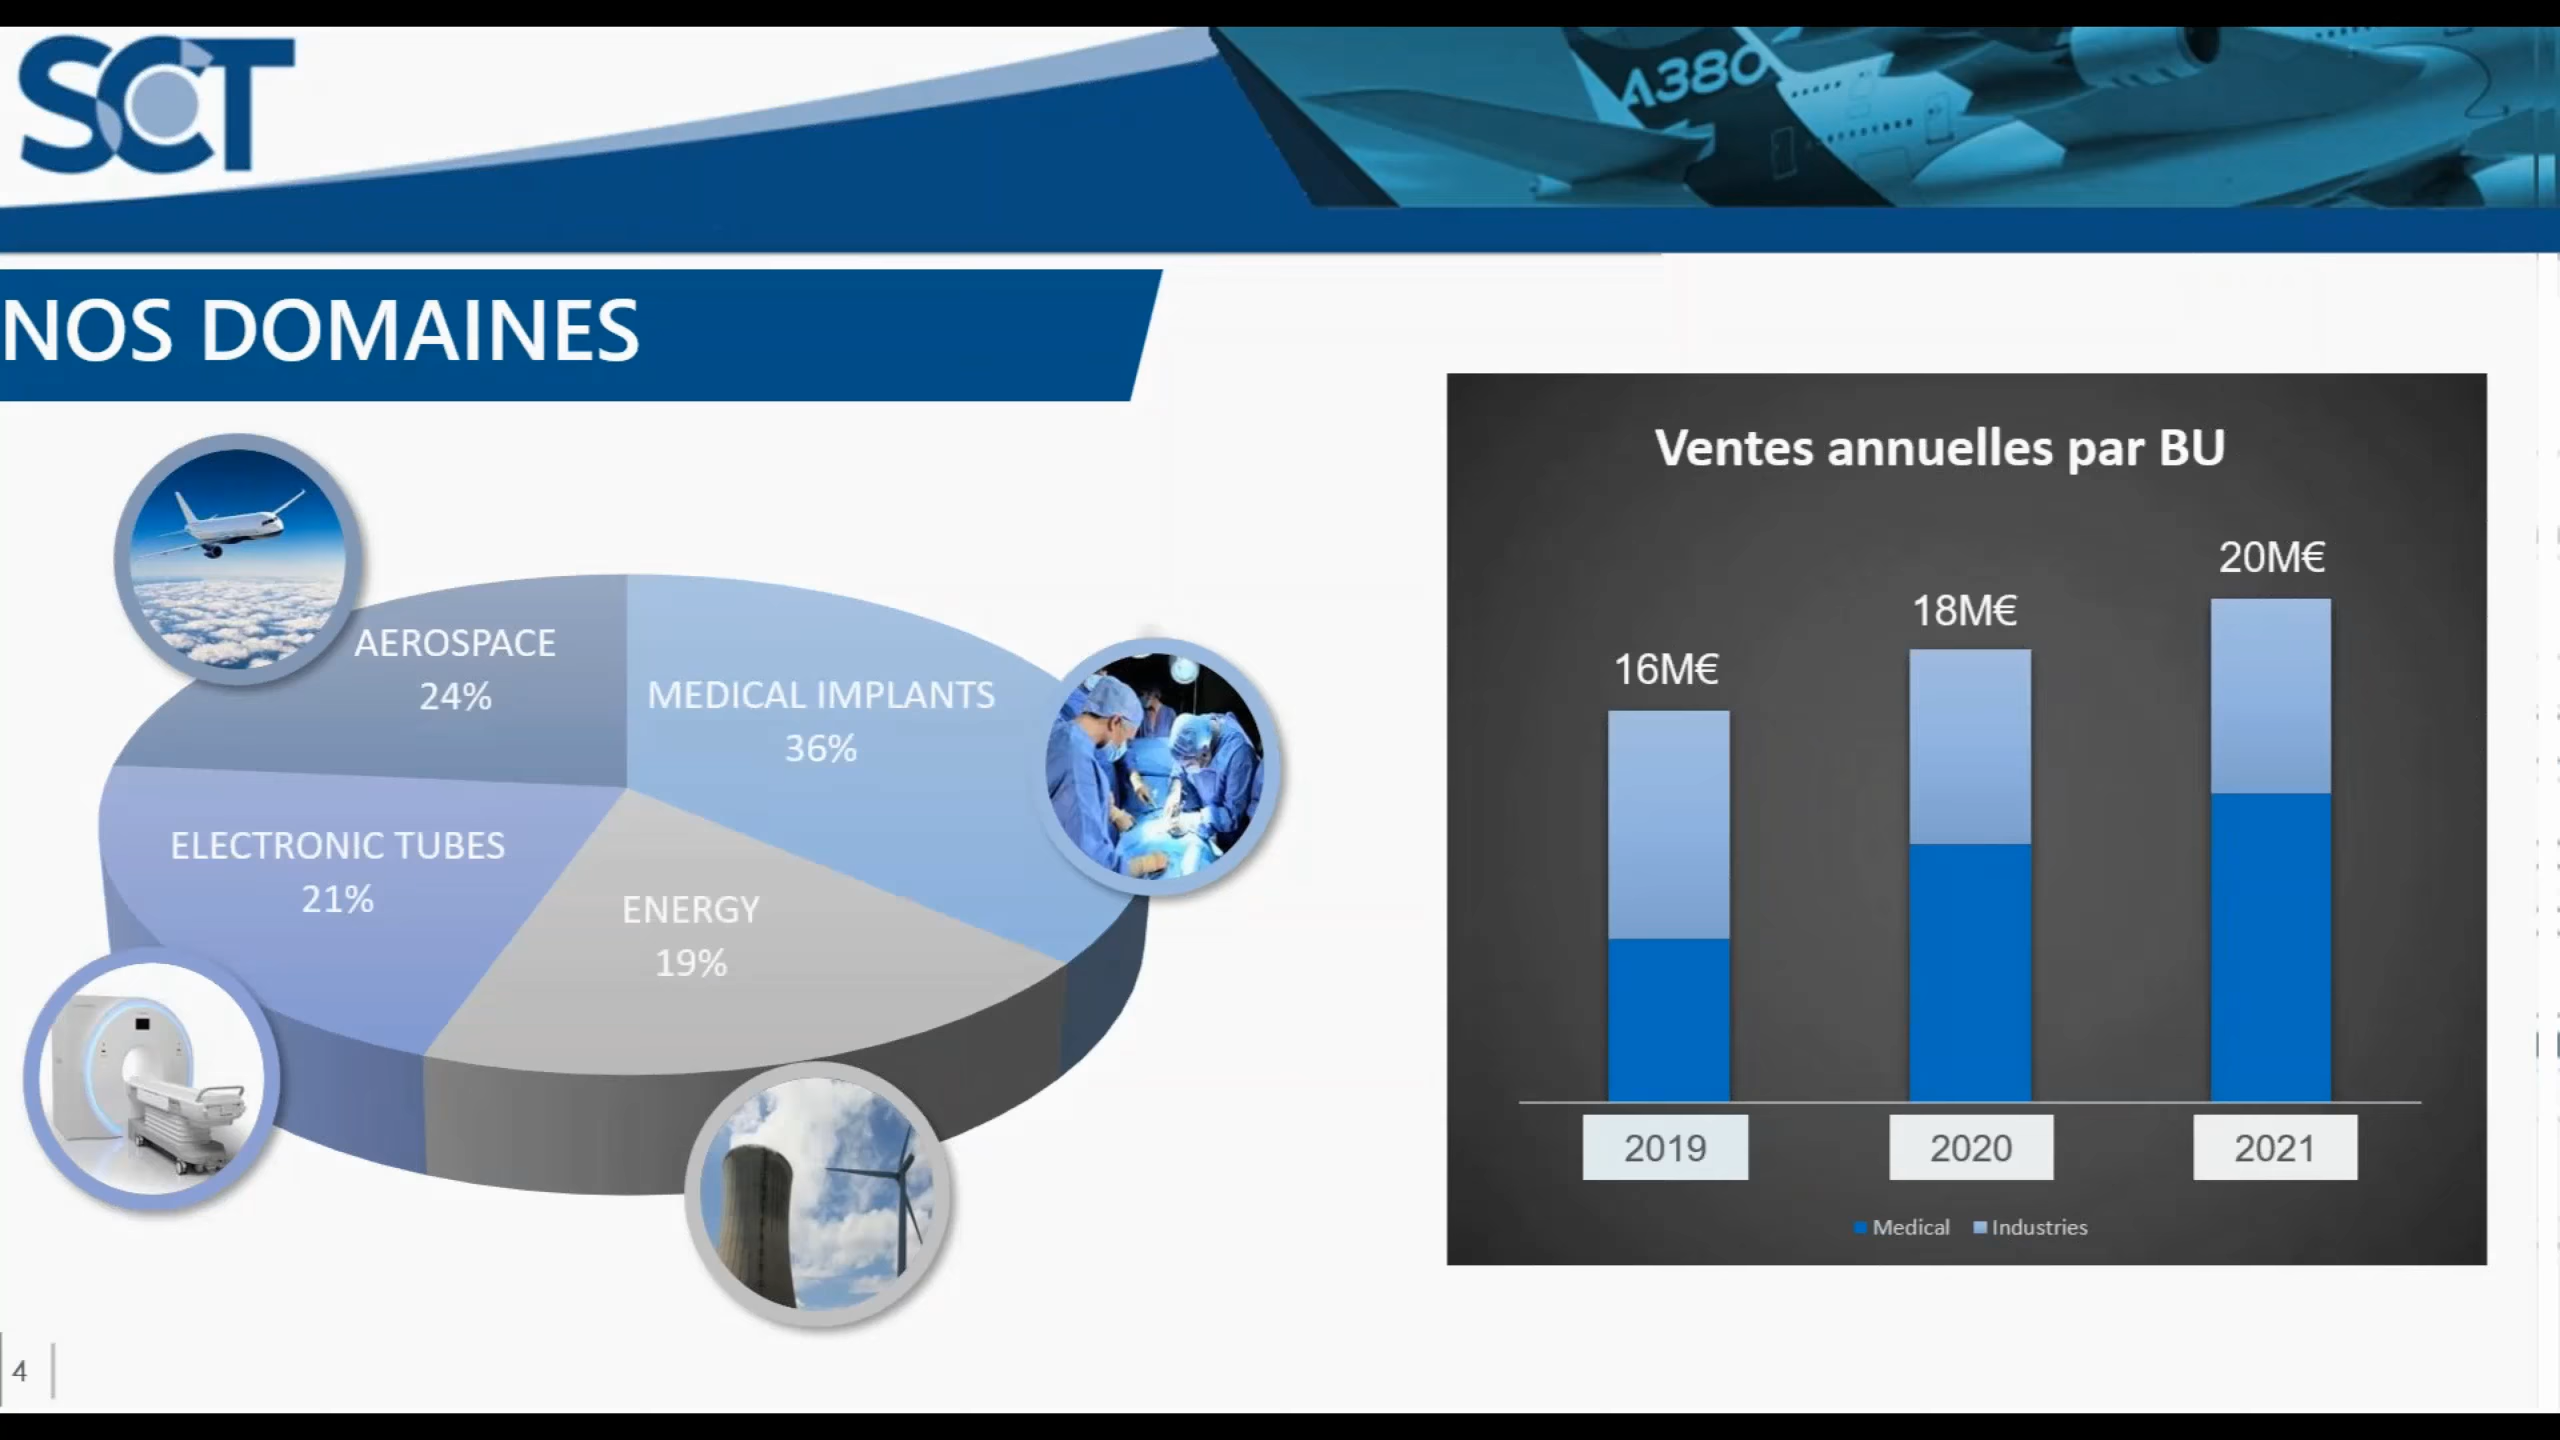 SCT
A380
NOS DOMAINES
AEROSPACE
24%
MEDICAL IMPLANTS
36%
ELECTRONIC TUBES
21%
ENERGY
19%
Ventes annuelles par BU
16M€
18M€
20M€
2019
2020
2021
Medical
Industries
4